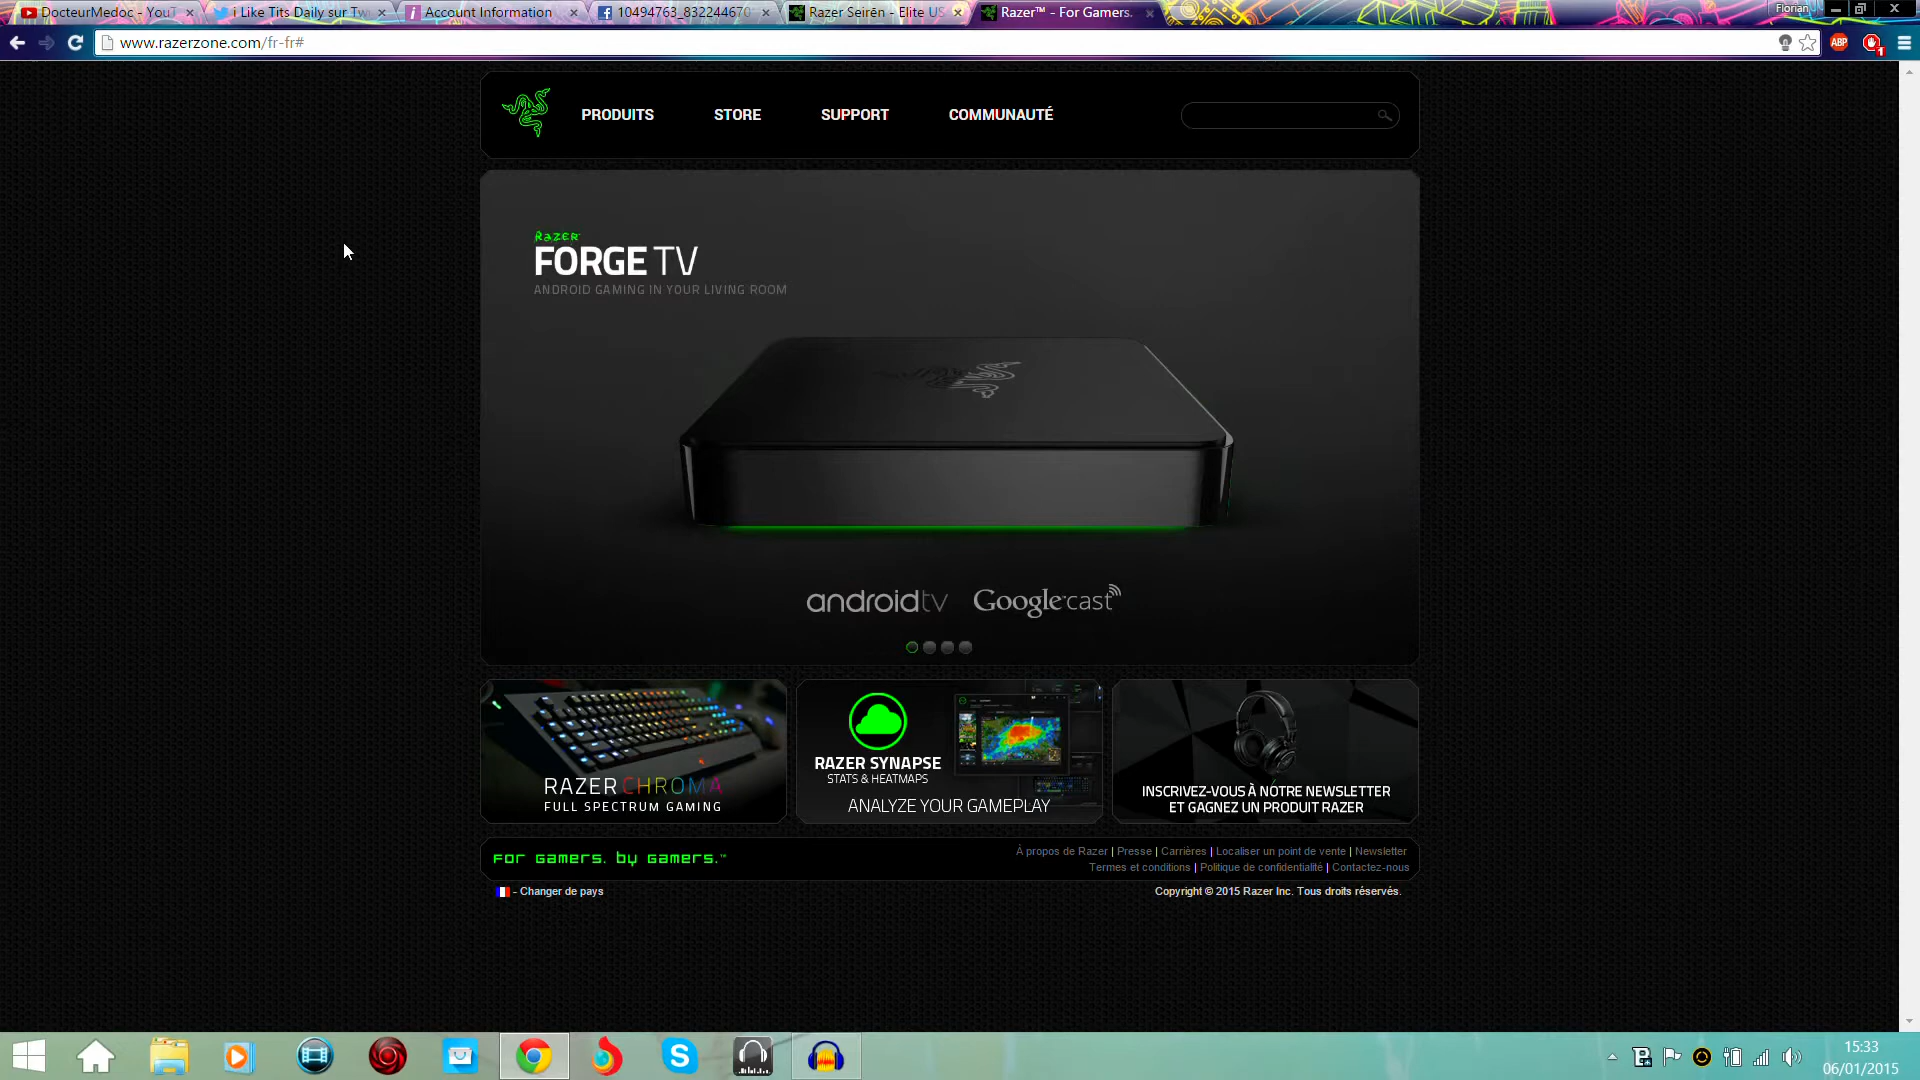 DocteurMedoc - YouT
i Like Tits Daily sur Tw
Account Information
10494763_832244670
Razer Seirēn - Elite US
Razer™ - For Gamers.
Florian
www.razerzone.com/fr-fr#
ABP
1
PRODUITS
STORE
SUPPORT
COMMUNAUTÉ
RAZER
FORGE TV
ANDROID GAMING IN YOUR LIVING ROOM
androidtv
Google cast
RAZER CHROMA
FULL SPECTRUM GAMING
RAZER SYNAPSE
STATS & HEATMAPS
ANALYZE YOUR GAMEPLAY
INSCRIVEZ-VOUS À NOTRE NEWSLETTER
ET GAGNEZ UN PRODUIT RAZER
For Gamers. by Gamers.™
À propos de Razer | Presse | Carrières | Localiser un point de vente | Newsletter
Termes et conditions | Politique de confidentialité | Contactez-nous
- Changer de pays
Copyright © 2015 Razer Inc. Tous droits réservés.
15:33
06/01/2015